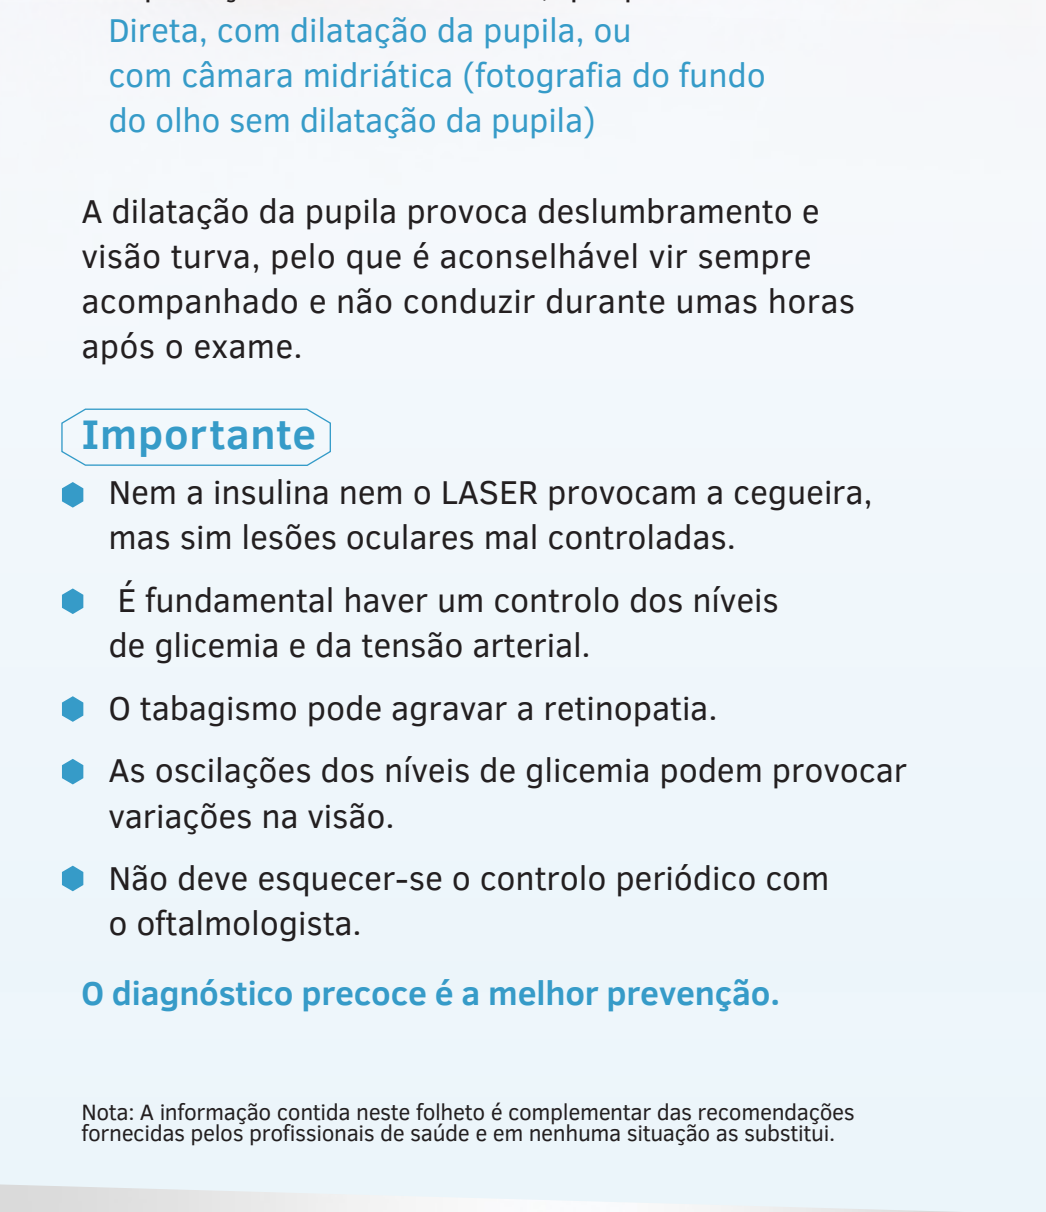 Direta, com dilatação da pupila, ou
com câmara midriática (fotografia do fundo
do olho sem dilatação da pupila)
A dilatação da pupila provoca deslumbramento e
visão turva, pelo que é aconselhável vir sempre
acompanhado e não conduzir durante umas horas
após o exame.
Importante
Nem a insulina nem o LASER provocam a cegueira,
mas sim lesões oculares mal controladas.
É fundamental haver um controlo dos níveis
de glicemia e da tensão arterial.
O tabagismo pode agravar a retinopatia.
As oscilações dos níveis de glicemia podem provocar
variações na visão.
Não deve esquecer-se o controlo periódico com
o oftalmologista.
O diagnóstico precoce é a melhor prevenção.
Nota: A informação contida neste folheto é complementar das recomendações
fornecidas pelos profissionais de saúde e em nenhuma situação as substitui.